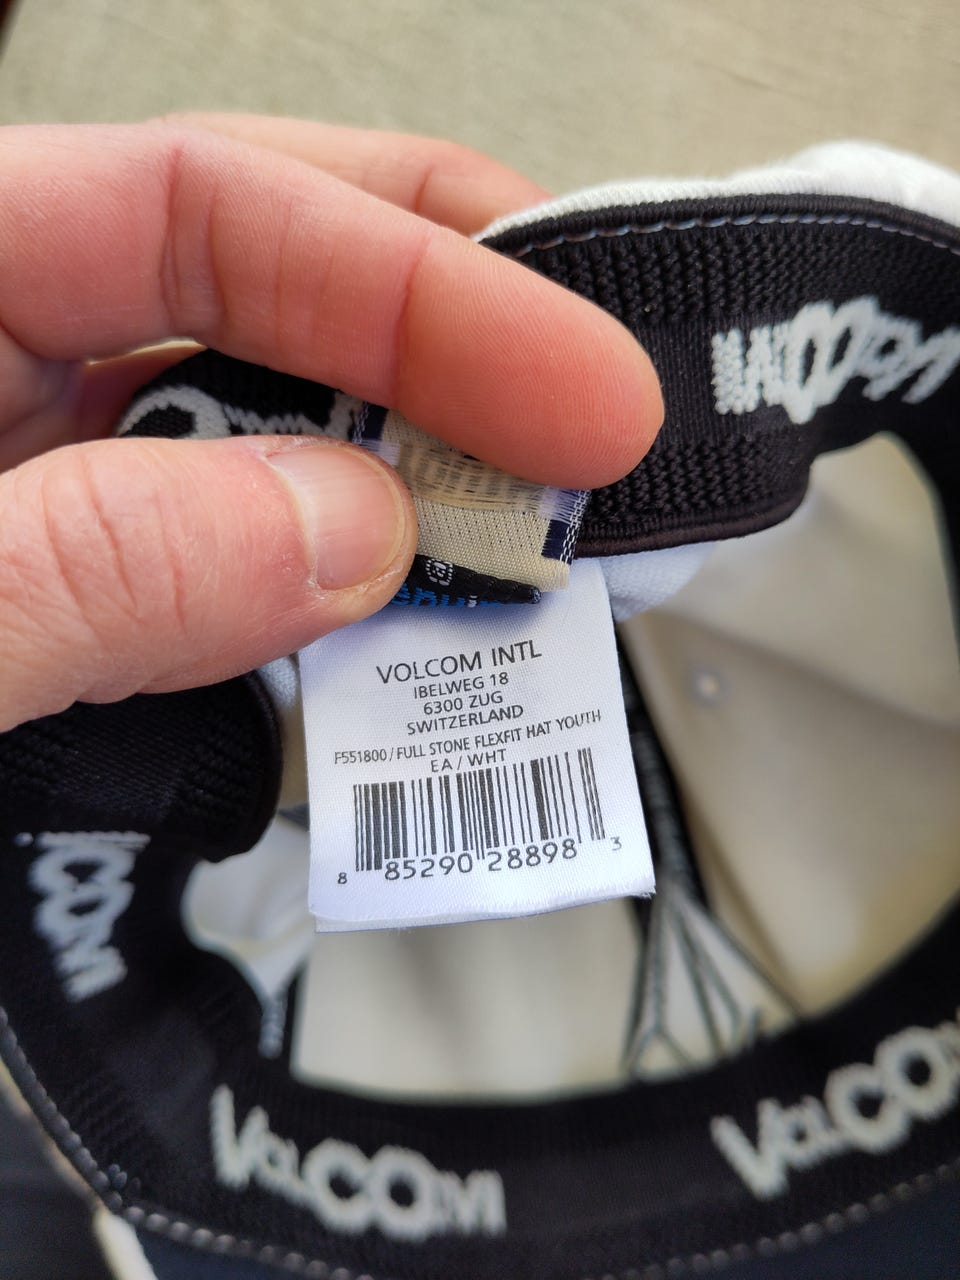 VOLCOM
VOLCOM INTL
IBELWEG 18
6300 ZUG
SWITZERLAND
F551800 / FULL STONE FLEXFIT HAT YOUTH
EA / WHT
8 85290 28898 3
VOLCOM
VOLCOM
VOLCOM